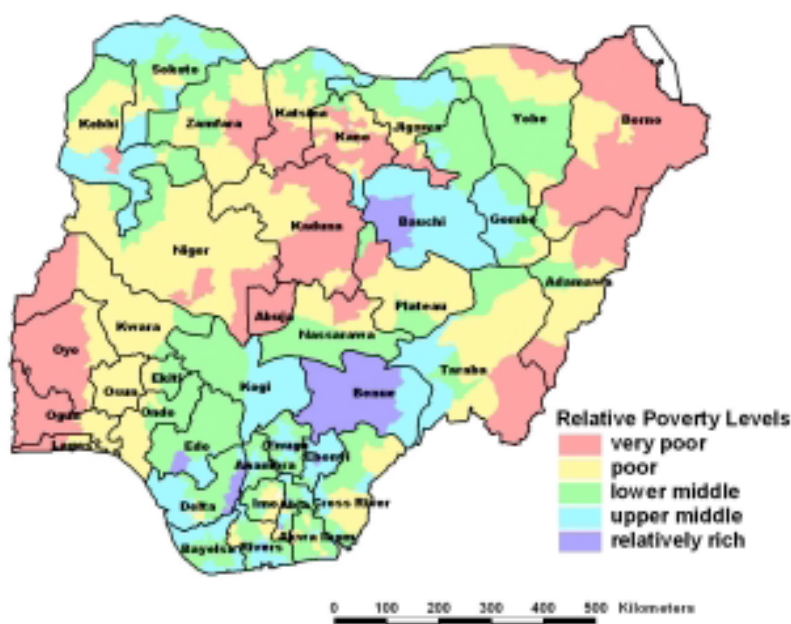 Sokoto
Kebbi
Zamfara
Katsina
Kano
Jigawa
Yobe
Borno
Kaduna
Bauchi
Gombe
Niger
Adamawa
Abuja
Plateau
Kwara
Nassarawa
Oyo
Taraba
Osun
Ekiti
Kogi
Benue
Ogun
Ondo
Lagos
Edo
Enugu
Ebonyi
Anambra
Delta
Imo
Abia
Cross River
Bayelsa
Rivers
Akwa Ibom
Relative Poverty Levels
very poor
poor
lower middle
upper middle
relatively rich
0 100 200 300 400 500 Kilometers